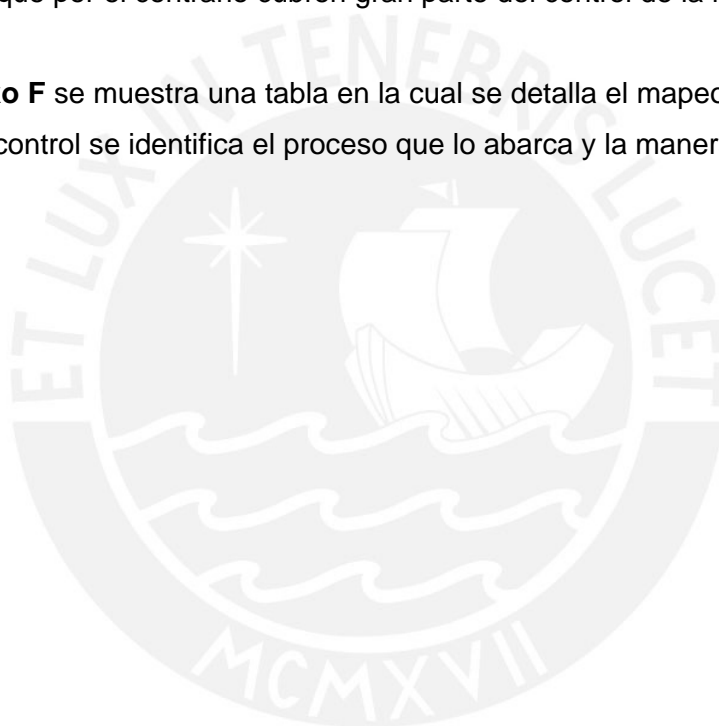 que por el contrario cubren gran parte del control de la
o F se muestra una tabla en la cual se detalla el mapeo
control se identifica el proceso que lo abarca y la maner
ET LUX IN TENEBRIS LUCET
MCMXVII